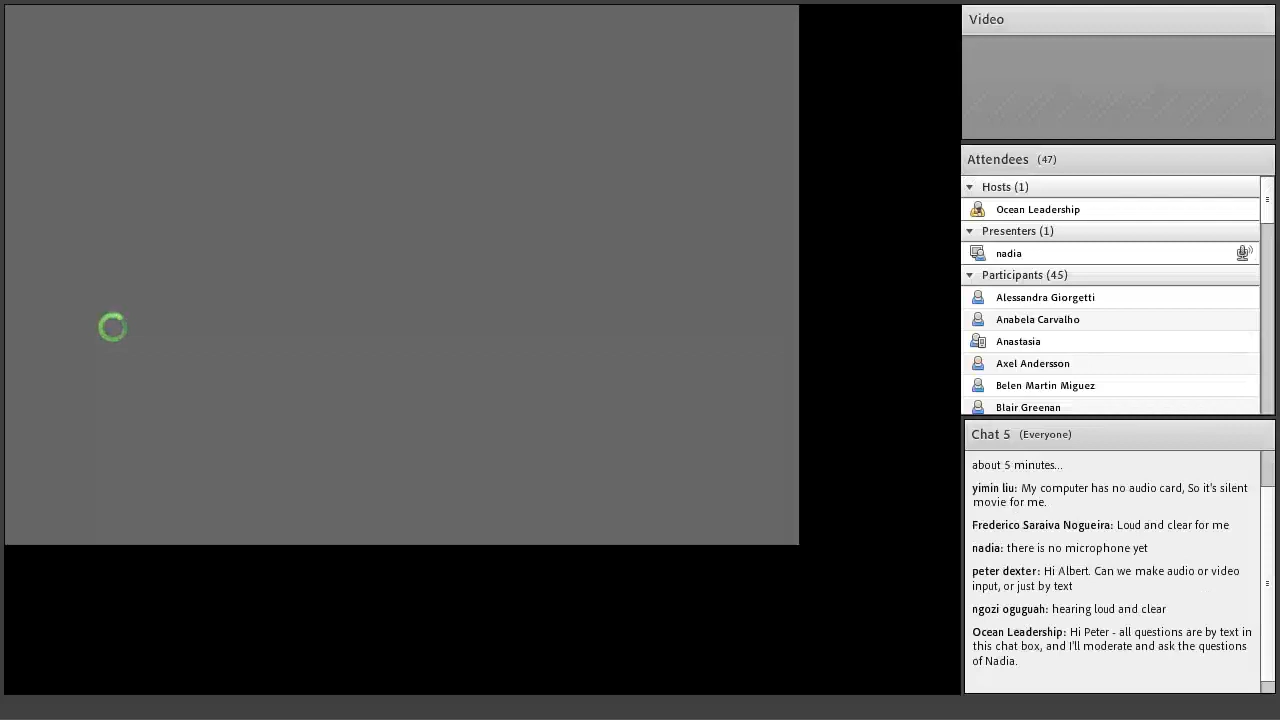 Video
Attendees (47)
Hosts (1)
Ocean Leadership
Presenters (1)
nadia
Participants (45)
Alessandra Giorgetti
Anabela Carvalho
Anastasia
Axel Andersson
Belen Martin Miguez
Blair Greenan
Chat 5 (Everyone)
about 5 minutes...
yimin liu: My computer has no audio card, So it's silent
movie for me.
Frederico Saraiva Nogueira: Loud and clear for me
nadia: there is no microphone yet
peter dexter: Hi Albert. Can we make audio or video
input, or just by text
ngozi oguguah: hearing loud and clear
Ocean Leadership: Hi Peter - all questions are by text in
this chat box, and I'll moderate and ask the questions
of Nadia.